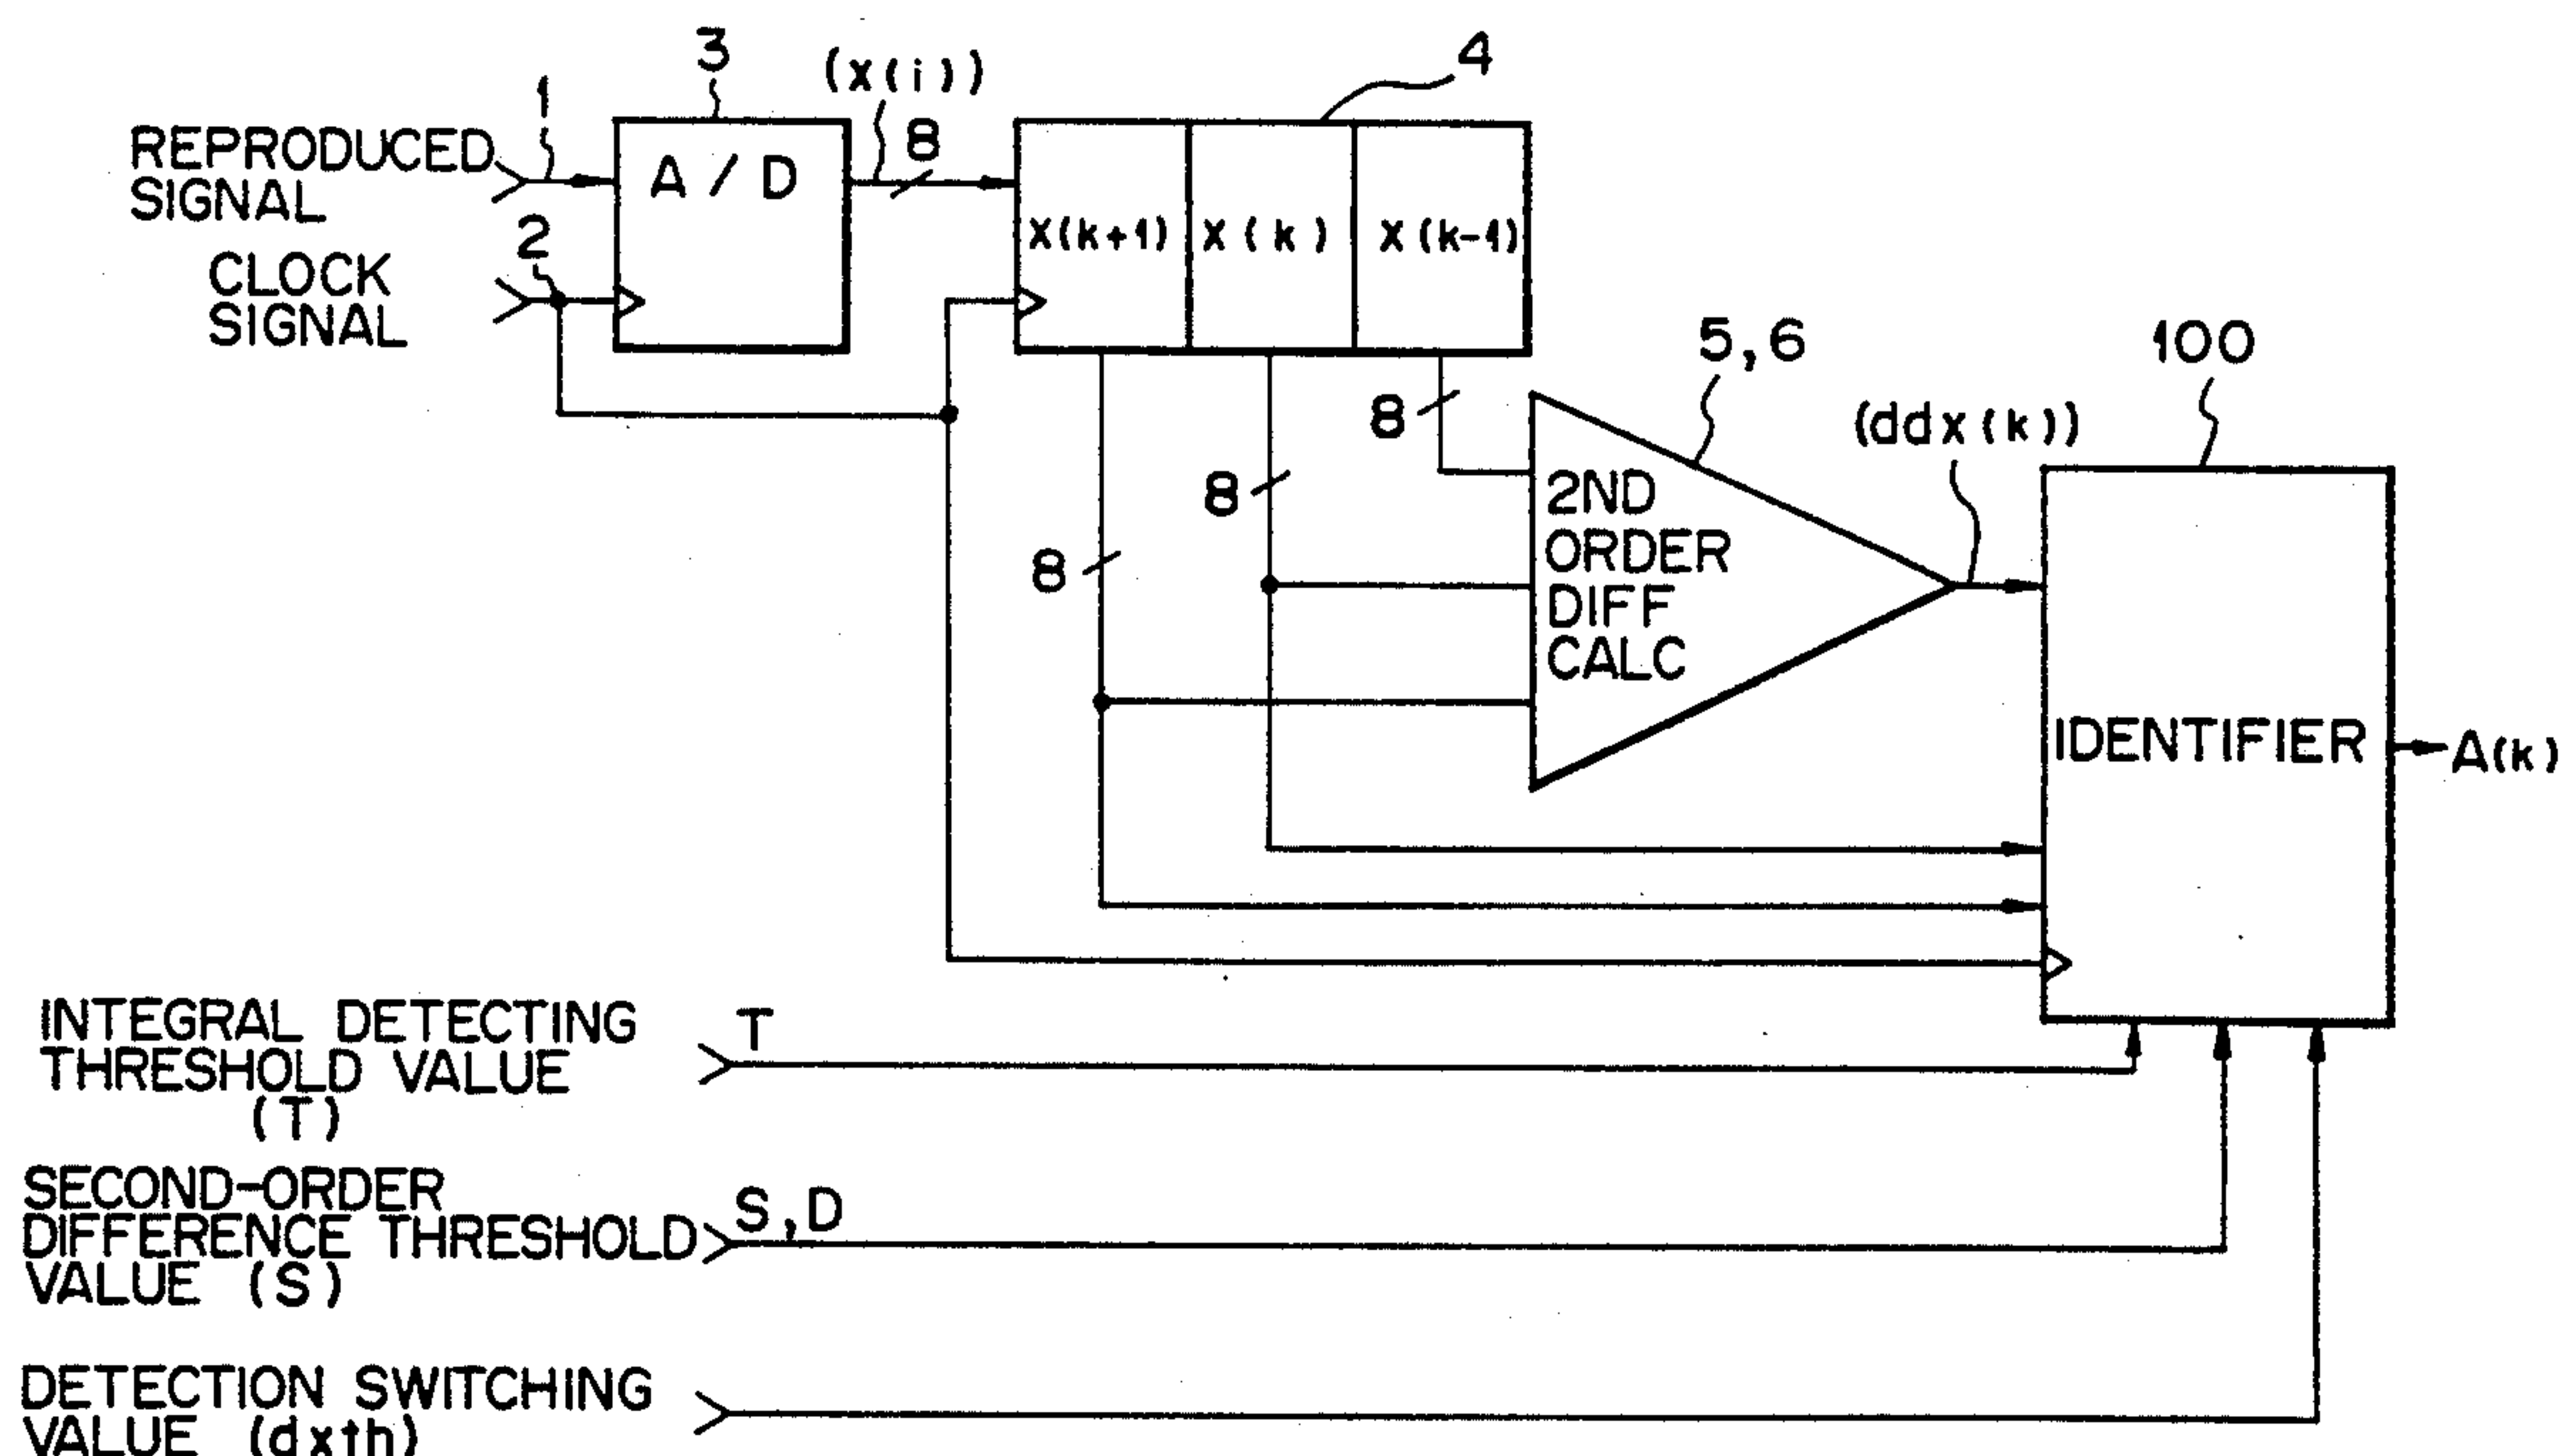 3
(x(i))
4
1
8
REPRODUCED
SIGNAL
A / D
2
CLOCK
SIGNAL
X(k+1) X(k) X(k-1)
5,6
100
8
(ddx(k))
8
2ND
ORDER
DIFF
CALC
8
IDENTIFIER
A(k)
INTEGRAL DETECTING
THRESHOLD VALUE
(T)
T
SECOND-ORDER
DIFFERENCE THRESHOLD
VALUE (S)
S,D
DETECTION SWITCHING
VALUE (dxth)